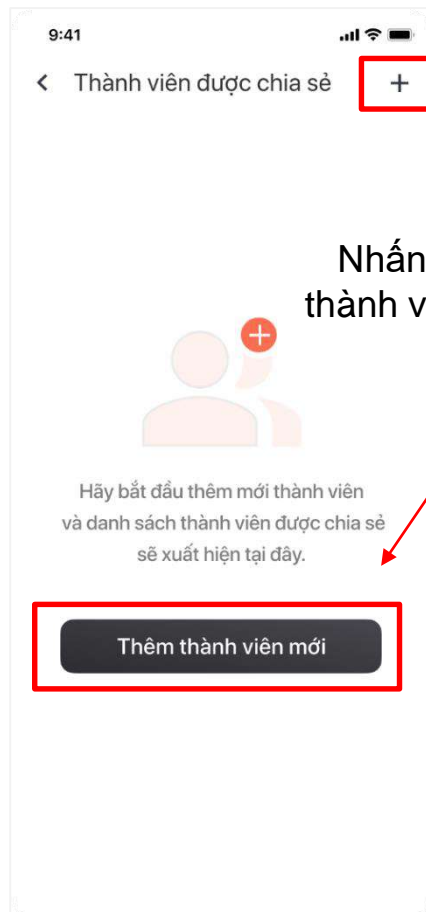 9:41
Thành viên được chia sẻ +
Nhấn
thành v
Hãy bắt đầu thêm mới thành viên
và danh sách thành viên được chia sẻ
sẽ xuất hiện tại đây.
Thêm thành viên mới